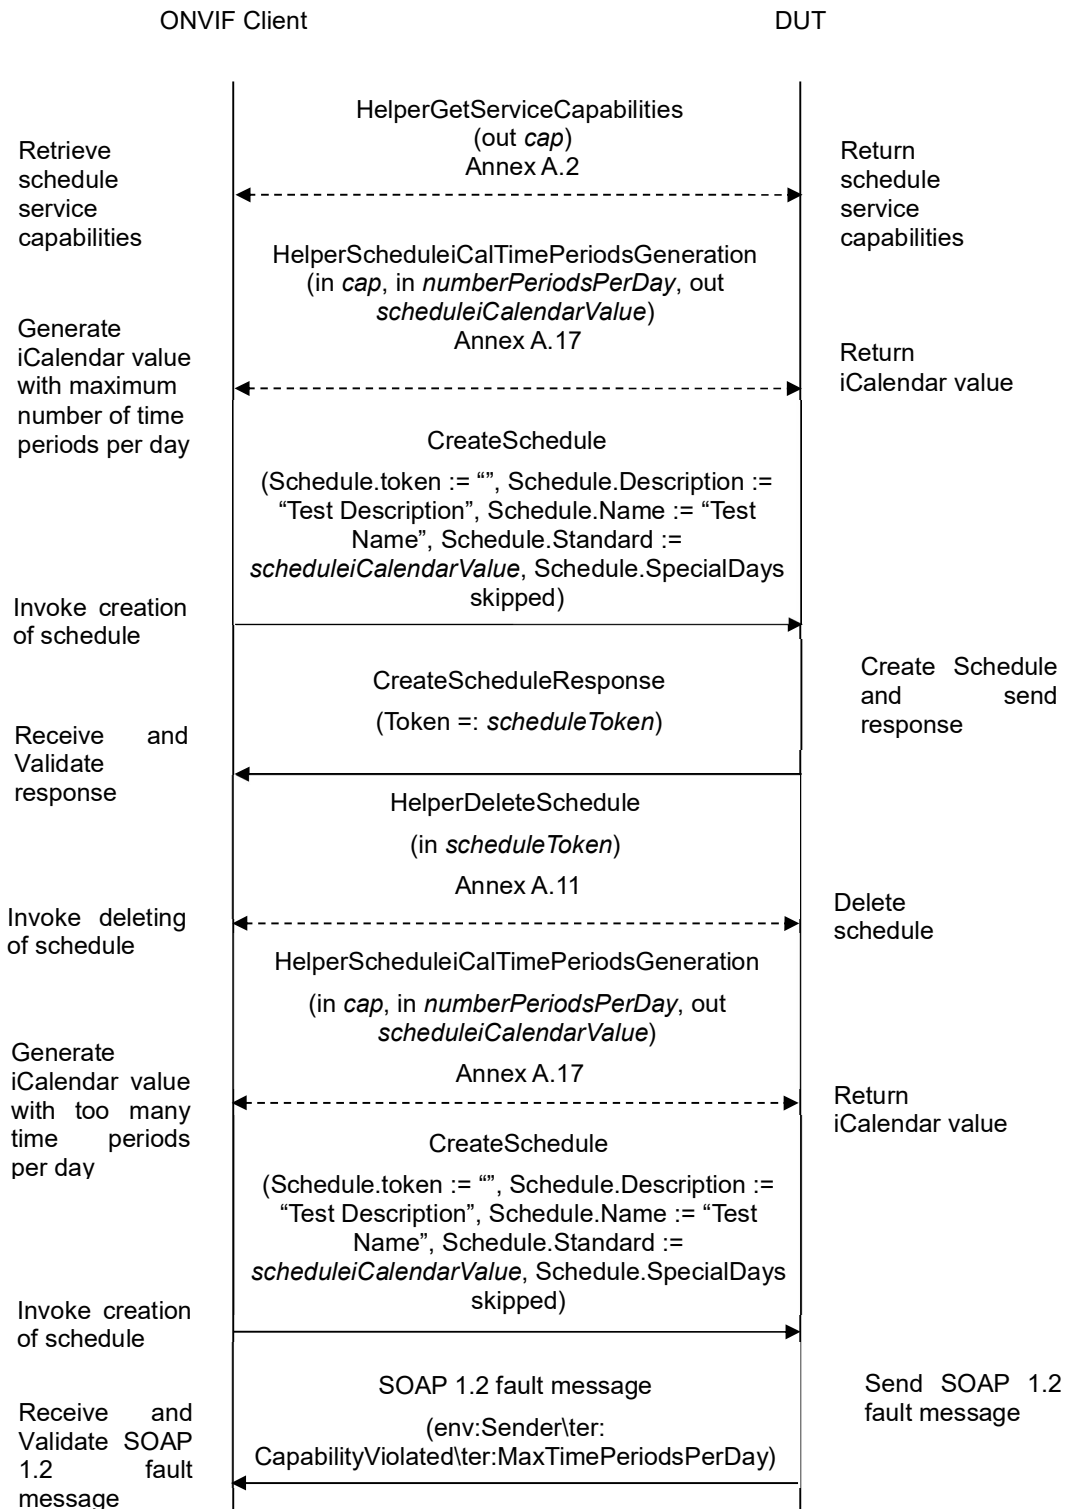 ONVIF Client
DUT
HelperGetServiceCapabilities
(out cap)
Annex A.2
Retrieve
schedule
service
capabilities
Return
schedule
service
capabilities
HelperScheduleiCalTimePeriodsGeneration
(in cap, in numberPeriodsPerDay, out
scheduleiCalendarValue)
Annex A.17
Generate
iCalendar value
with maximum
number of time
periods per day
Return
iCalendar value
CreateSchedule
(Schedule.token := “”, Schedule.Description :=
“Test Description”, Schedule.Name := “Test
Name”, Schedule.Standard :=
scheduleiCalendarValue, Schedule.SpecialDays
skipped)
Invoke creation
of schedule
Create Schedule
and send
response
CreateScheduleResponse
(Token =: scheduleToken)
Receive and
Validate
response
HelperDeleteSchedule
(in scheduleToken)
Annex A.11
Invoke deleting
of schedule
Delete
schedule
HelperScheduleiCalTimePeriodsGeneration
(in cap, in numberPeriodsPerDay, out
scheduleiCalendarValue)
Annex A.17
Generate
iCalendar value
with too many
time periods
per day
Return
iCalendar value
CreateSchedule
(Schedule.token := “”, Schedule.Description :=
“Test Description”, Schedule.Name := “Test
Name”, Schedule.Standard :=
scheduleiCalendarValue, Schedule.SpecialDays
skipped)
Invoke creation
of schedule
SOAP 1.2 fault message
(env:Sender\ter:
CapabilityViolated\ter:MaxTimePeriodsPerDay)
Send SOAP 1.2
fault message
Receive and
Validate SOAP
1.2 fault
message